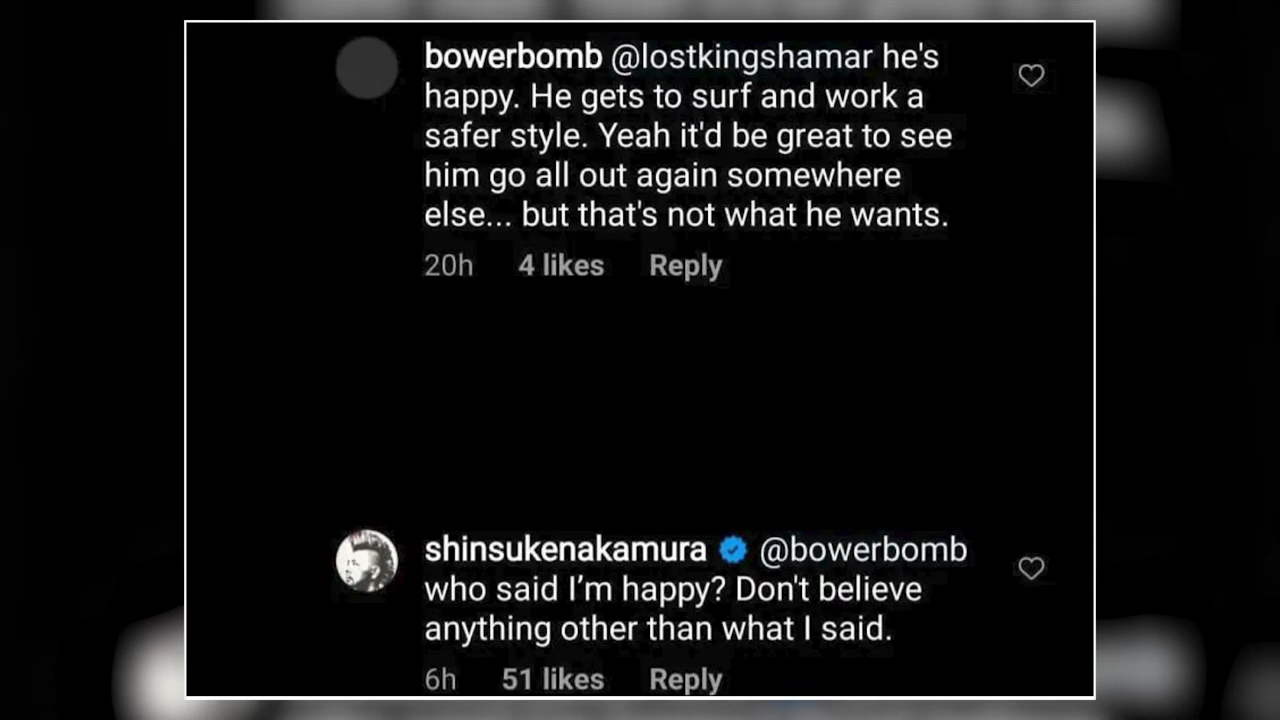 bowerbomb @lostkingshamar he's
happy. He gets to surf and work a
safer style. Yeah it'd be great to see
him go all out again somewhere
else... but that's not what he wants.
20h 4 likes Reply
shinsukenakamura @bowerbomb
who said I’m happy? Don't believe
anything other than what I said.
6h 51 likes Reply